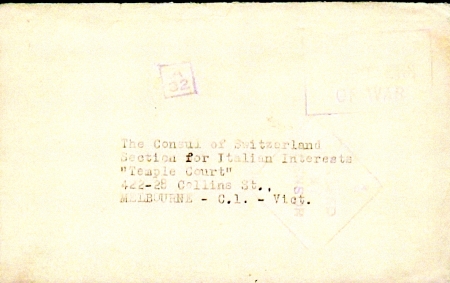 A
32
OF WAR
The Consul of Switzerland
Section for Italian Interests
"Temple Court"
422-28 Collins St.,
MELBOURNE - C.1. - Vict.